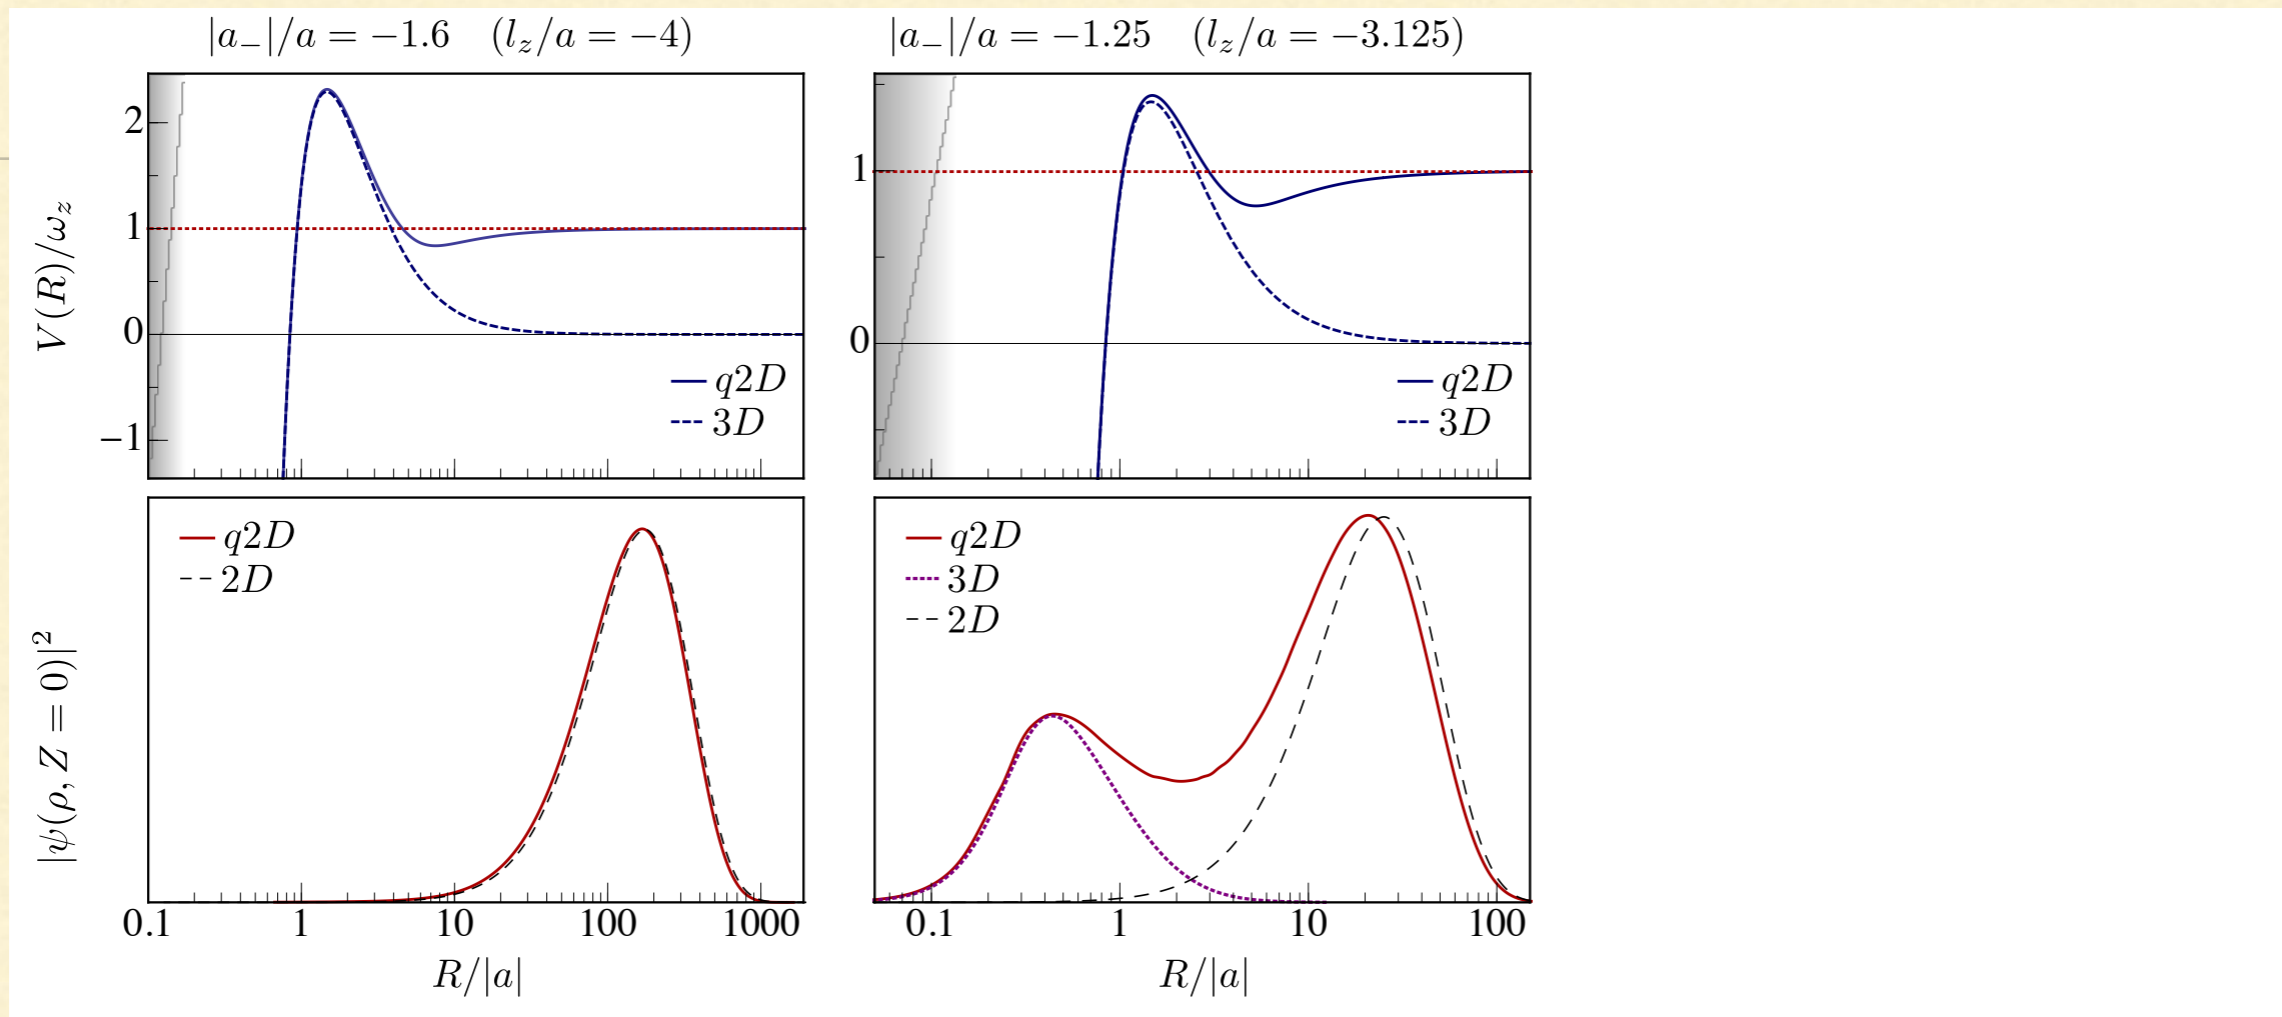 |a₋|/a = −1.6 (l_z/a = −4)
|a₋|/a = −1.25 (l_z/a = −3.125)
V(R)/ω_z
2
1
0
−1
q2D
3D
1
0
q2D
3D
|ψ(ρ, Z = 0)|²
q2D
2D
q2D
3D
2D
0.1 1 10 100 1000
0.1 1 10 100
R/|a|
R/|a|